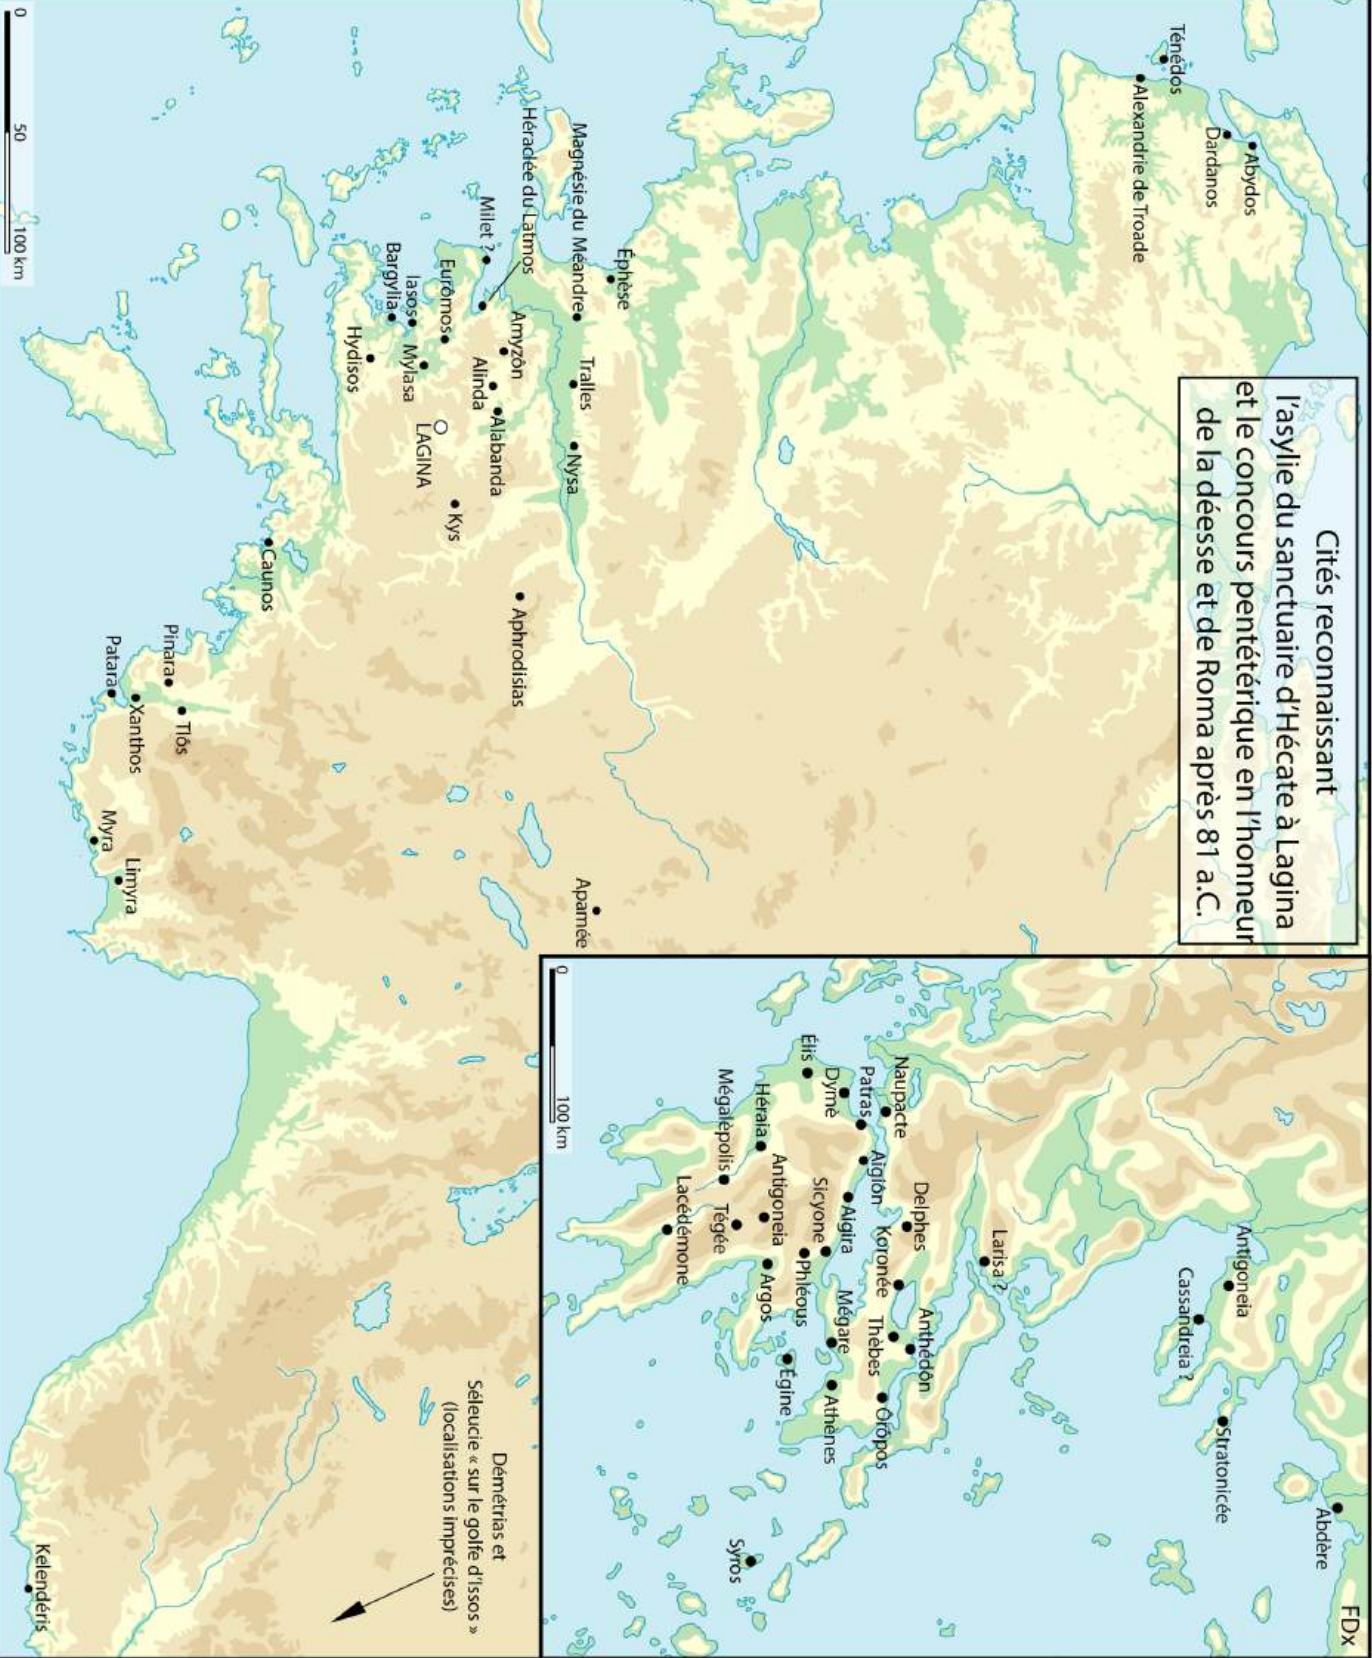 Cités reconnaissant
l'asylie du sanctuaire d'Hécate à Lagina
et le concours pentétérique en l'honneur
de la déesse et de Roma après 81 a.C.
FDx
Ténédos
Abydos
Dardanos
Alexandrie de Troade
Éphèse
Magnésie du Méandre
Tralles
Nysa
Héraclée du Latmos
Milet ?
Amyzôn
Alinda
Alabanda
Eurômos
Iasos
Bargylia
Mylasa
Hydisos
LAGINA
Kys
Aphrodisias
Apamée
Caunos
Pinara
Tlôs
Xanthos
Patara
Myra
Limyra
Kelendéris
Démétrias et
Séleucie « sur le golfe d'Issos »
(localisations imprécises)
0 50 100 km
Abdère
Antigoneia
Cassandreia ?
Stratonicée
Larisa ?
Naupacte
Delphes
Koronée
Anthédôn
Thèbes
Ôrôpos
Patras
Dymè
Élis
Aigiôn
Aigira
Sicyone
Phléous
Mégare
Athènes
Égine
Héraia
Antigoneia
Argos
Mégalèpolis
Tégée
Lacédémone
Syros
0 100 km